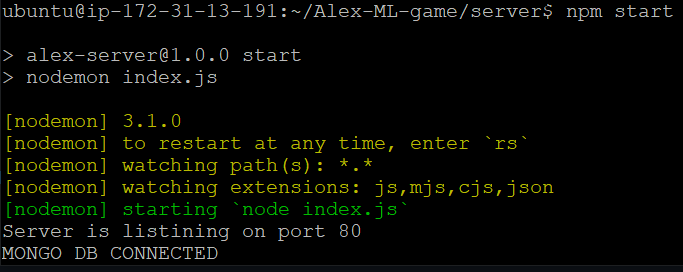 ubuntu@ip-172-31-13-191:~/Alex-ML-game/server$ npm start
> alex-server@1.0.0 start
> nodemon index.js
[nodemon] 3.1.0
[nodemon] to restart at any time, enter `rs`
[nodemon] watching path(s): *.*
[nodemon] watching extensions: js,mjs,cjs,json
[nodemon] starting `node index.js`
Server is listining on port 80
MONGO DB CONNECTED